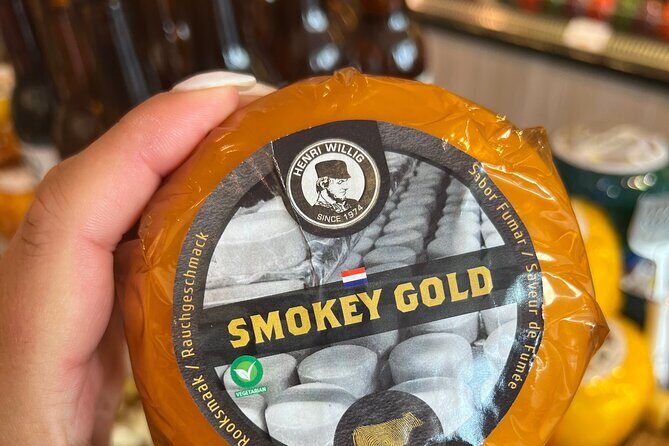 HENRI WILLIG
SINCE 1974
SMOKEY GOLD
VEGETARIAN
Rooksmaak / Rauchgeschmack
Sabor Fumar / Saveur de Fumée